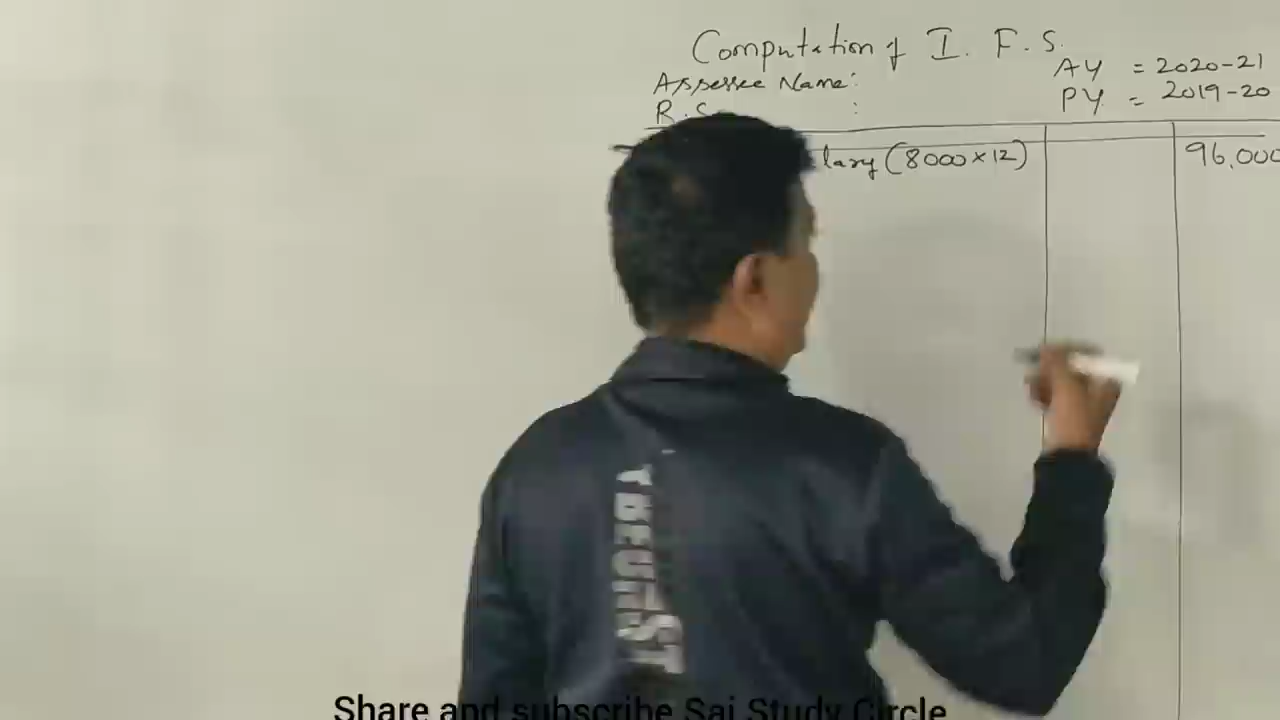 Computation of I. F. S.
Assessee Name:
AY = 2020-21
R.S :
PY = 2019-20
lary (8000×12) 96,000
Share and subscribe Sai Study Circle